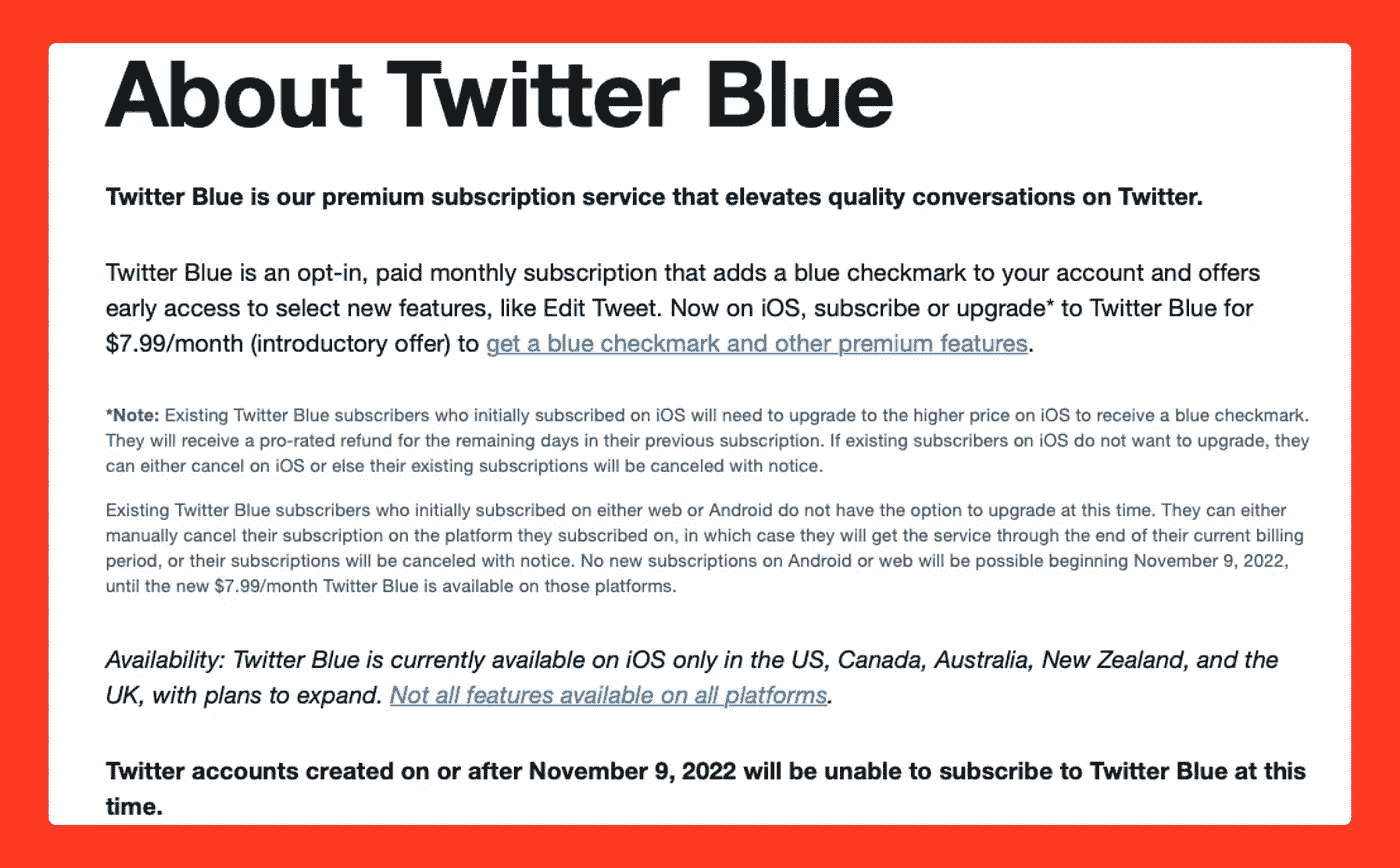 About Twitter Blue
Twitter Blue is our premium subscription service that elevates quality conversations on Twitter.
Twitter Blue is an opt-in, paid monthly subscription that adds a blue checkmark to your account and offers
early access to select new features, like Edit Tweet. Now on iOS, subscribe or upgrade* to Twitter Blue for
$7.99/month (introductory offer) to get a blue checkmark and other premium features.
*Note: Existing Twitter Blue subscribers who initially subscribed on iOS will need to upgrade to the higher price on iOS to receive a blue checkmark.
They will receive a pro-rated refund for the remaining days in their previous subscription. If existing subscribers on iOS do not want to upgrade, they
can either cancel on iOS or else their existing subscriptions will be canceled with notice.
Existing Twitter Blue subscribers who initially subscribed on either web or Android do not have the option to upgrade at this time. They can either
manually cancel their subscription on the platform they subscribed on, in which case they will get the service through the end of their current billing
period, or their subscriptions will be canceled with notice. No new subscriptions on Android or web will be possible beginning November 9, 2022,
until the new $7.99/month Twitter Blue is available on those platforms.
Availability: Twitter Blue is currently available on iOS only in the US, Canada, Australia, New Zealand, and the
UK, with plans to expand. Not all features available on all platforms.
Twitter accounts created on or after November 9, 2022 will be unable to subscribe to Twitter Blue at this
time.